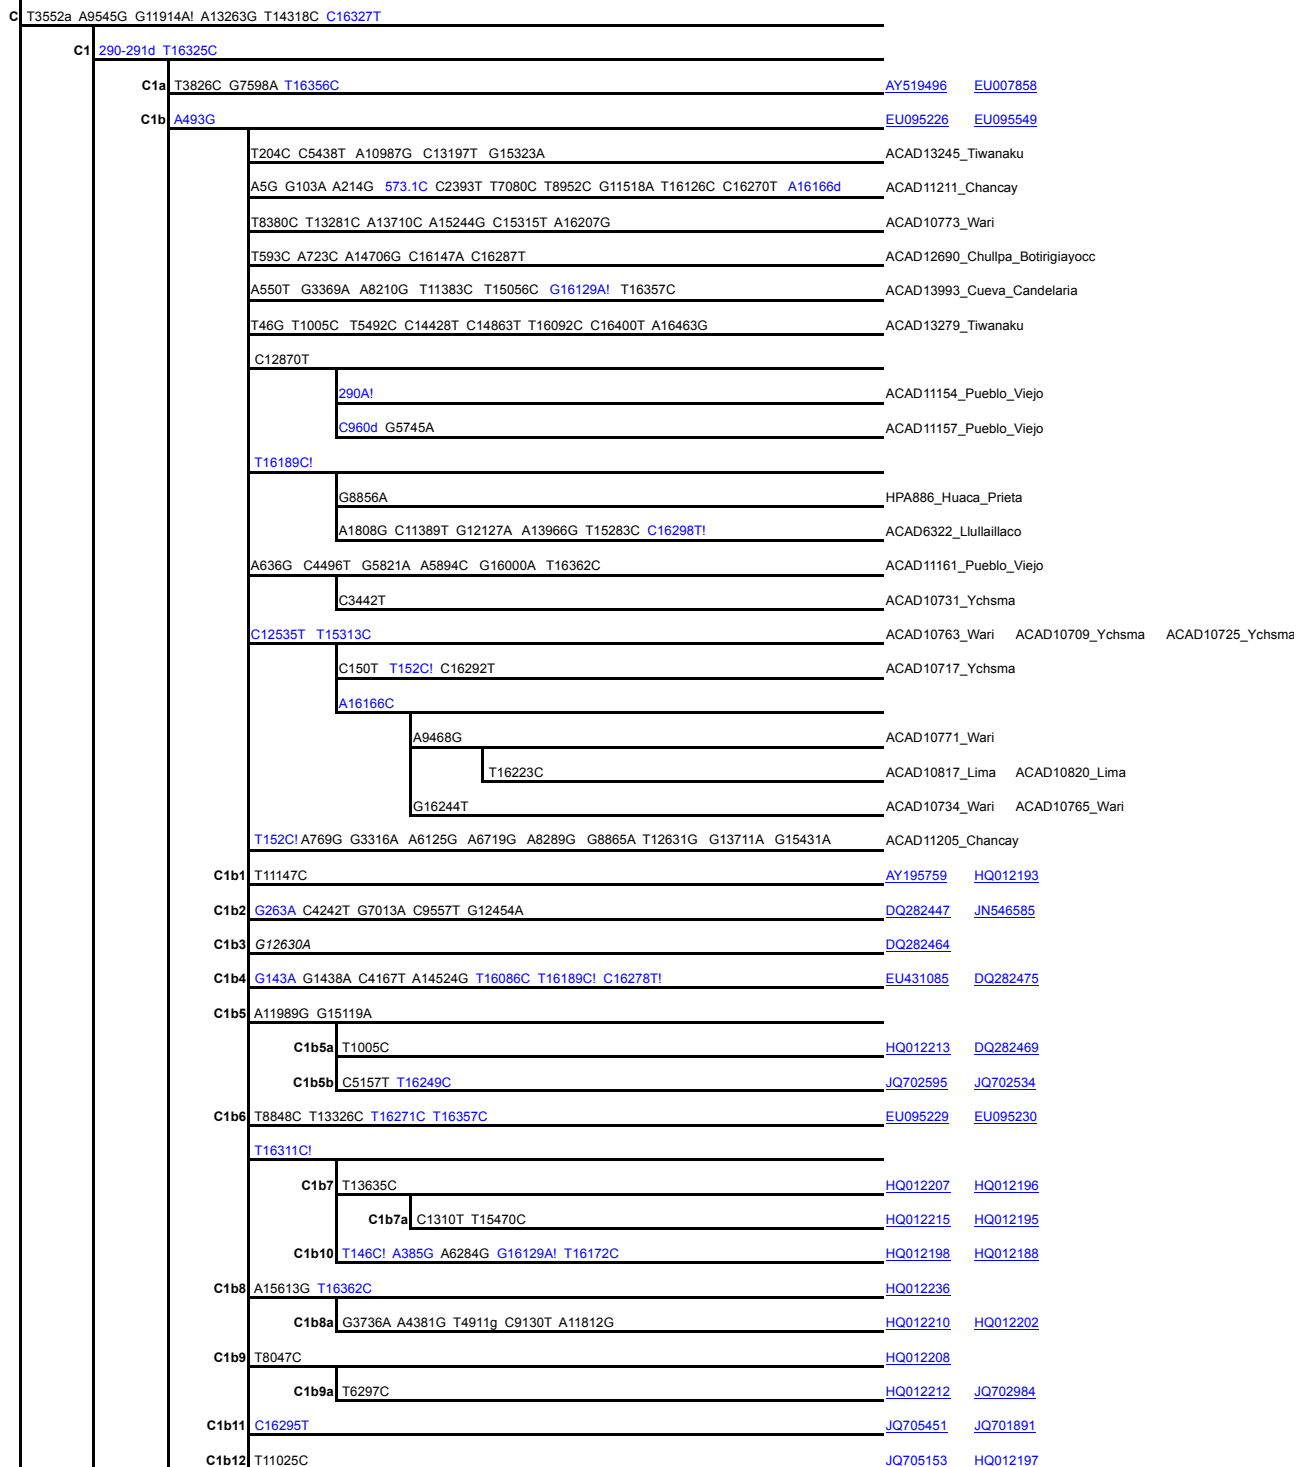 C T3552a A9545G G11914A! A13263G T14318C C16327T
C1 290-291d T16325C
C1a T3826C G7598A T16356C AY519496 EU007858
C1b A493G EU095226 EU095549
T204C C5438T A10987G C13197T G15323A ACAD13245_Tiwanaku
A5G G103A A214G 573.1C C2393T T7080C T8952C G11518A T16126C C16270T A16166d ACAD11211_Chancay
T8380C T13281C A13710C A15244G C15315T A16207G ACAD10773_Wari
T593C A723C A14706G C16147A C16287T ACAD12690_Chullpa_Botirigiayocc
A550T G3369A A8210G T11383C T15056C G16129A! T16357C ACAD13993_Cueva_Candelaria
T46G T1005C T5492C C14428T C14863T T16092C C16400T A16463G ACAD13279_Tiwanaku
C12870T
290A! ACAD11154_Pueblo_Viejo
C960d G5745A ACAD11157_Pueblo_Viejo
T16189C!
G8856A HPA886_Huaca_Prieta
A1808G C11389T G12127A A13966G T15283C C16298T! ACAD6322_Llullaillaco
A636G C4496T G5821A A5894C G16000A T16362C ACAD11161_Pueblo_Viejo
C3442T ACAD10731_Ychsma
C12535T T15313C ACAD10763_Wari ACAD10709_Ychsma ACAD10725_Ychsma
C150T T152C! C16292T ACAD10717_Ychsma
A16166C
A9468G ACAD10771_Wari
T16223C ACAD10817_Lima ACAD10820_Lima
G16244T ACAD10734_Wari ACAD10765_Wari
T152C! A769G G3316A A6125G A6719G A8289G G8865A T12631G G13711A G15431A ACAD11205_Chancay
C1b1 T11147C AY195759 HQ012193
C1b2 G263A C4242T G7013A C9557T G12454A DQ282447 JN546585
C1b3 G12630A DQ282464
C1b4 G143A G1438A C4167T A14524G T16086C T16189C! C16278T! EU431085 DQ282475
C1b5 A11989G G15119A
C1b5a T1005C HQ012213 DQ282469
C1b5b C5157T T16249C JQ702595 JQ702534
C1b6 T8848C T13326C T16271C T16357C EU095229 EU095230
T16311C!
C1b7 T13635C HQ012207 HQ012196
C1b7a C1310T T15470C HQ012215 HQ012195
C1b10 T146C! A385G A6284G G16129A! T16172C HQ012198 HQ012188
C1b8 A15613G T16362C HQ012236
C1b8a G3736A A4381G T4911g C9130T A11812G HQ012210 HQ012202
C1b9 T8047C HQ012208
C1b9a T6297C HQ012212 JQ702984
C1b11 C16295T JQ705451 JQ701891
C1b12 T11025C JQ705153 HQ012197